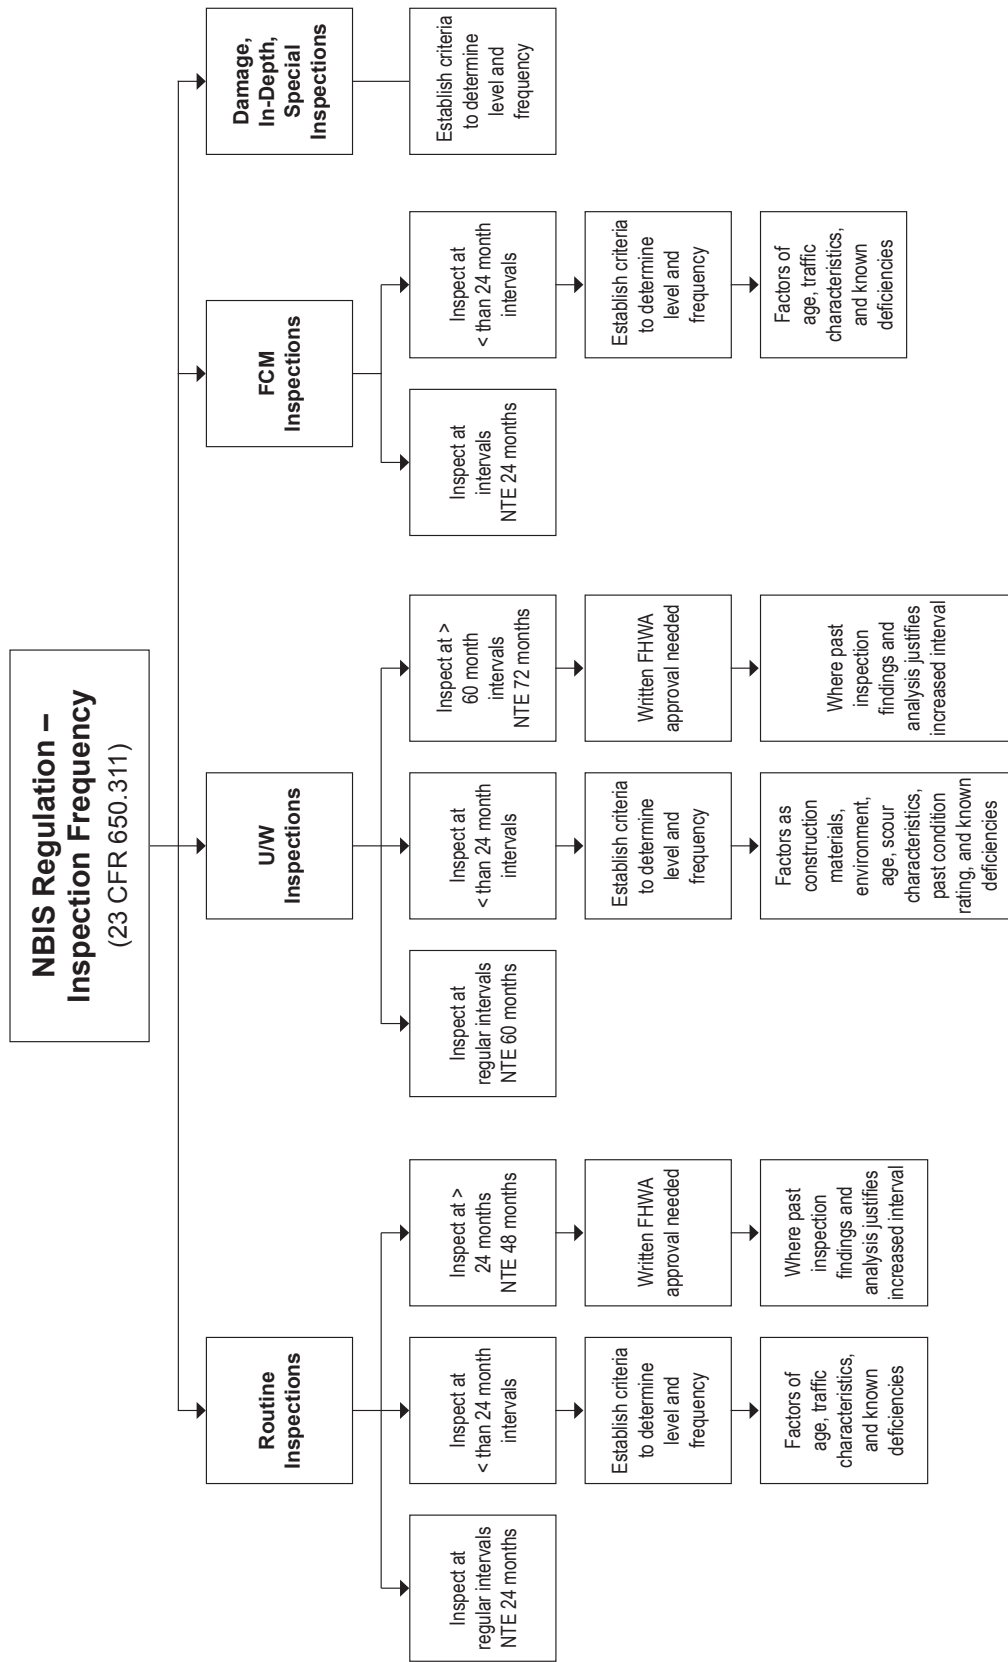 NBIS Regulation –
Inspection Frequency
(23 CFR 650.311)
Routine
Inspections
U/W
Inspections
FCM
Inspections
Damage,
In-Depth,
Special
Inspections
Inspect at
regular intervals
NTE 24 months
Inspect at
< than 24 month
intervals
Inspect at >
24 months
NTE 48 months
Inspect at
regular intervals
NTE 60 months
Inspect at
< than 24 month
intervals
Inspect at >
60 month
intervals
NTE 72 months
Inspect at
intervals
NTE 24 months
Inspect at
< than 24 month
intervals
Establish criteria
to determine
level and
frequency
Establish criteria
to determine
level and
frequency
Written FHWA
approval needed
Establish criteria
to determine
level and
frequency
Written FHWA
approval needed
Establish criteria
to determine
level and
frequency
Factors of
age, traffic
characteristics,
and known
deficiencies
Where past
inspection
findings and
analysis justifies
increased interval
Factors as
construction
materials,
environment,
age, scour
characteristics,
past condition
rating, and known
deficiencies
Where past
inspection
findings and
analysis justifies
increased interval
Factors of
age, traffic
characteristics,
and known
deficiencies